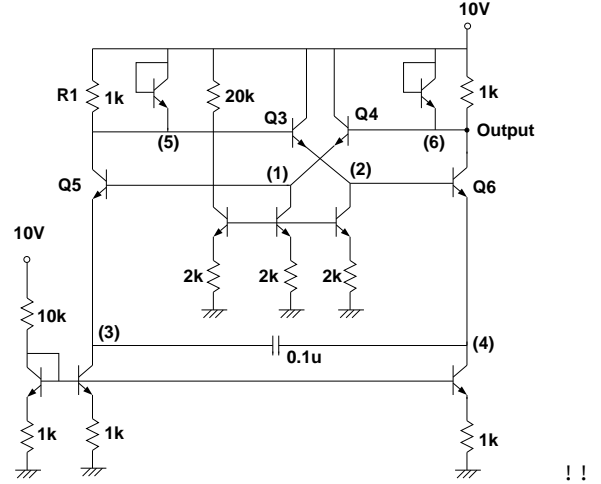 10V
R1
1k
20k
Q3
Q4
1k
(5)
(6)
Output
Q5
(1)
(2)
Q6
10V
2k
2k
2k
10k
(3)
(4)
0.1u
1k
1k
1k
! !